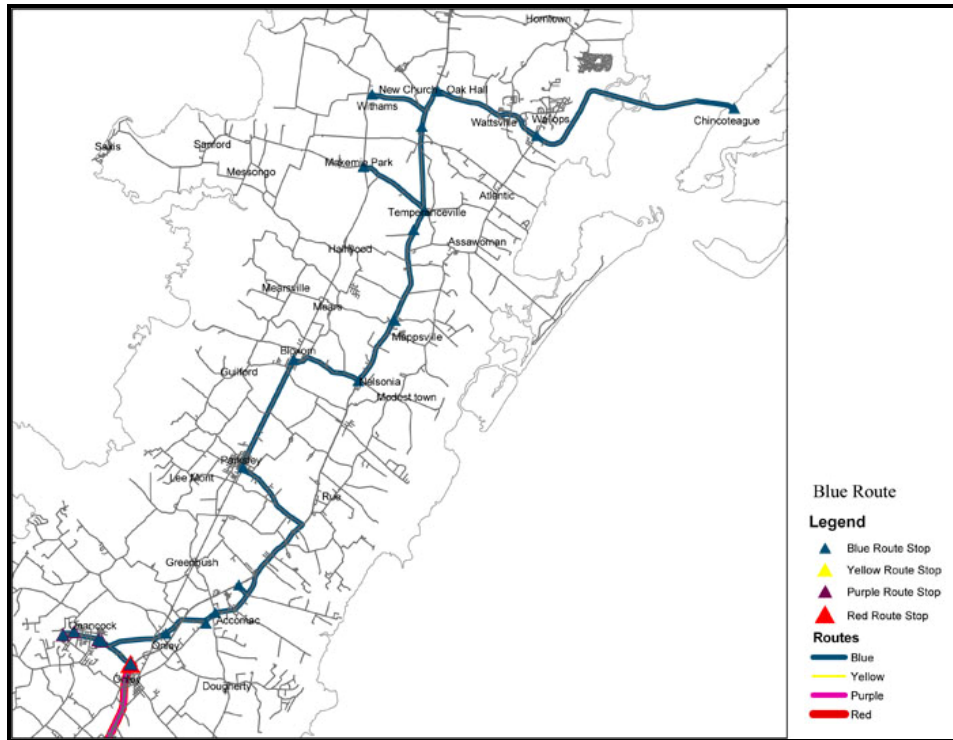 Horntown
New Church
Oak Hall
Withams
Chincoteague
Wattsville
Wallops
Saxis
Sanford
Makemie Park
Messongo
Atlantic
Temperanceville
Hallwood
Assawoman
Mearsville
Mears
Mappsville
Bloxom
Guilford
Nelsonia
Modest town
Parksley
Lee Mont
Rue
Greenbush
Accomac
Onancock
Onley
Dougherty
Blue Route
Legend
Blue Route Stop
Yellow Route Stop
Purple Route Stop
Red Route Stop
Routes
Blue
Yellow
Purple
Red